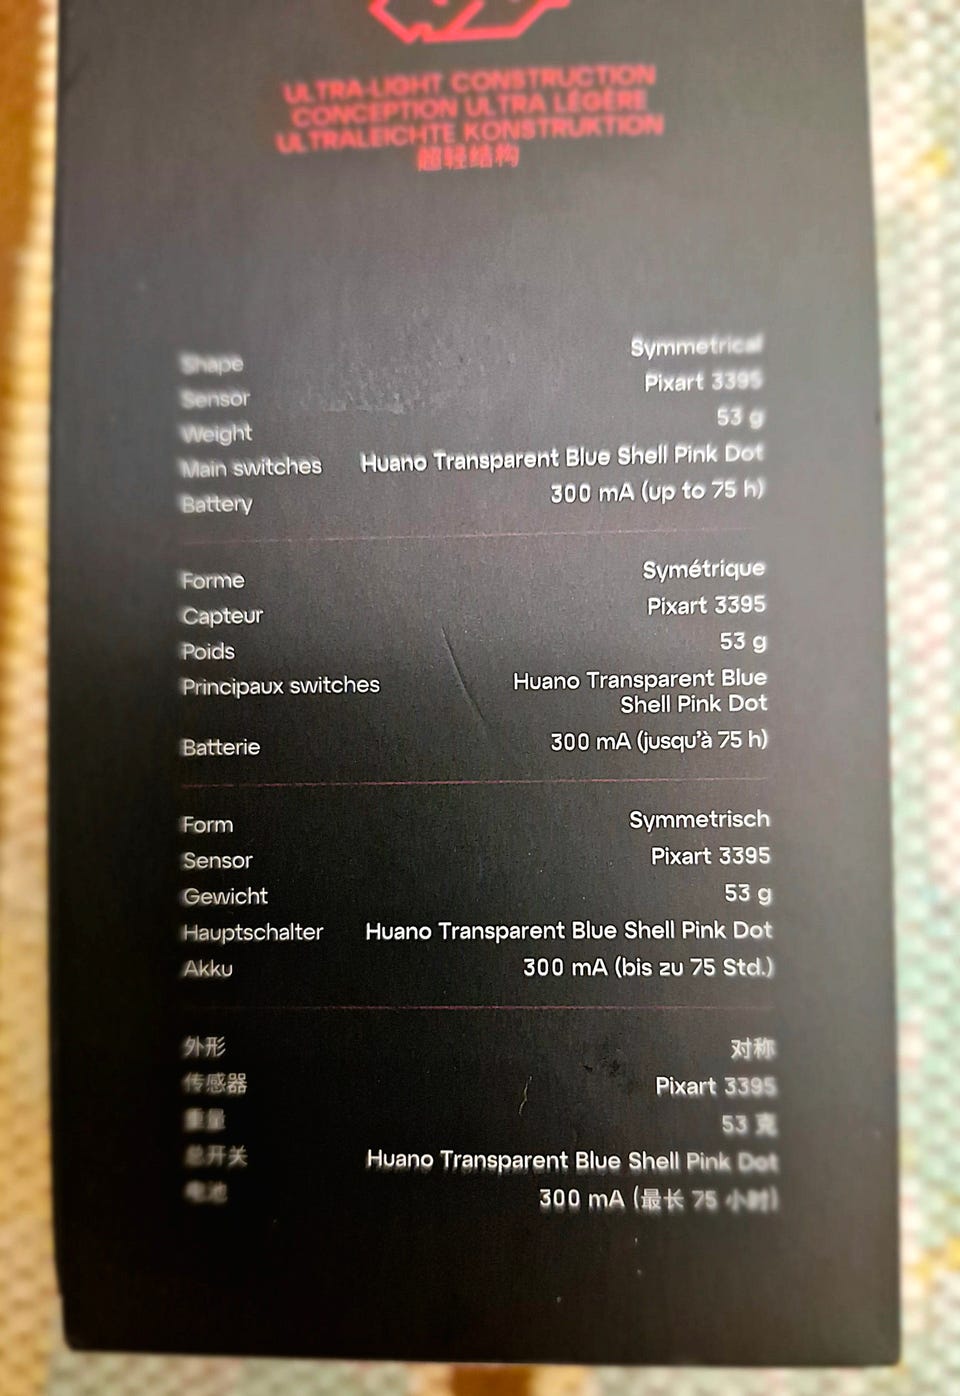 ULTRA-LIGHT CONSTRUCTION
CONCEPTION ULTRA LÉGÈRE
ULTRALEICHTE KONSTRUKTION
超轻结构
Shape Symmetrical
Sensor Pixart 3395
Weight 53 g
Main switches Huano Transparent Blue Shell Pink Dot
Battery 300 mA (up to 75 h)
Forme Symétrique
Capteur Pixart 3395
Poids 53 g
Principaux switches Huano Transparent Blue
Shell Pink Dot
Batterie 300 mA (jusqu'à 75 h)
Form Symmetrisch
Sensor Pixart 3395
Gewicht 53 g
Hauptschalter Huano Transparent Blue Shell Pink Dot
Akku 300 mA (bis zu 75 Std.)
外形 对称
传感器 Pixart 3395
重量 53 克
总开关 Huano Transparent Blue Shell Pink Dot
电池 300 mA (最长 75 小时)